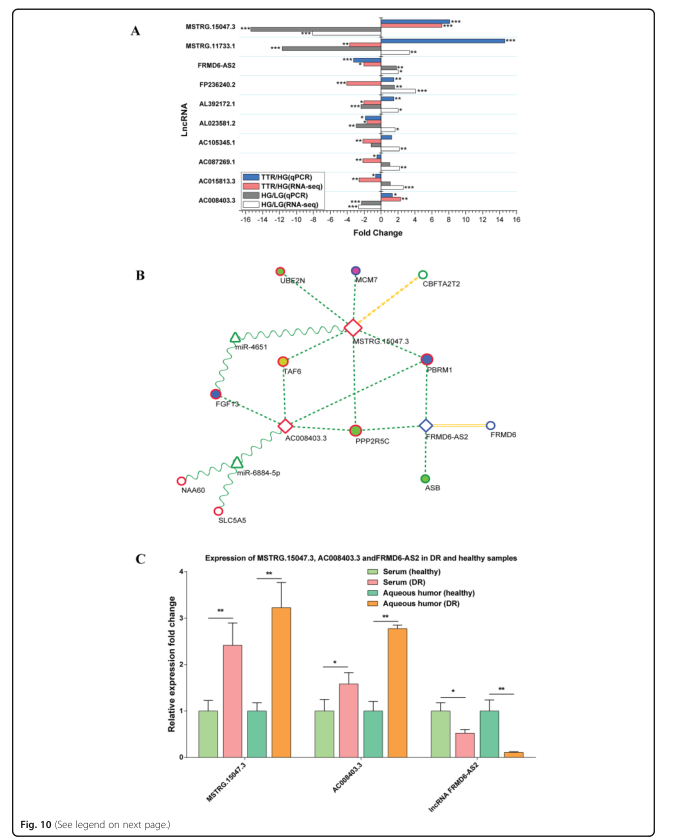 A
LncRNA
MSTRG.15047.3
***
***
***
***
MSTRG.11733.1
***
**
***
**
FRMD6-AS2
***
*
**
*
FP236240.2
**
***
**
***
AL392172.1
**
*
***
*
AL023581.2
*
*
**
*
AC105345.1
**
**
AC087269.1
*
**
**
AC015813.3
*
**
***
AC008403.3
*
**
***
***
TTR/HG(qPCR)
TTR/HG(RNA-seq)
HG/LG(qPCR)
HG/LG(RNA-seq)
-16 -14 -12 -10 -8 -6 -4 -2 0 2 4 6 8 10 12 14 16
Fold Change
B
UBE2N
MCM7
CBFTA2T2
MSTRG.15047.3
miR-4651
TAF6
PBRM1
FGF13
AC008403.3
PPP2R5C
FRMD6-AS2
FRMD6
miR-6884-5p
NAA60
ASB
SLC5A5
C
Expression of MSTRG.15047.3, AC008403.3 andFRMD6-AS2 in DR and healthy samples
Serum (healthy)
Serum (DR)
Aqueous humor (healthy)
Aqueous humor (DR)
Relative expression fold change
4
3
2
1
0
**
**
*
**
*
**
MSTRG.15047.3
AC008403.3
lncRNA FRMD6-AS2
Fig. 10 (See legend on next page.)